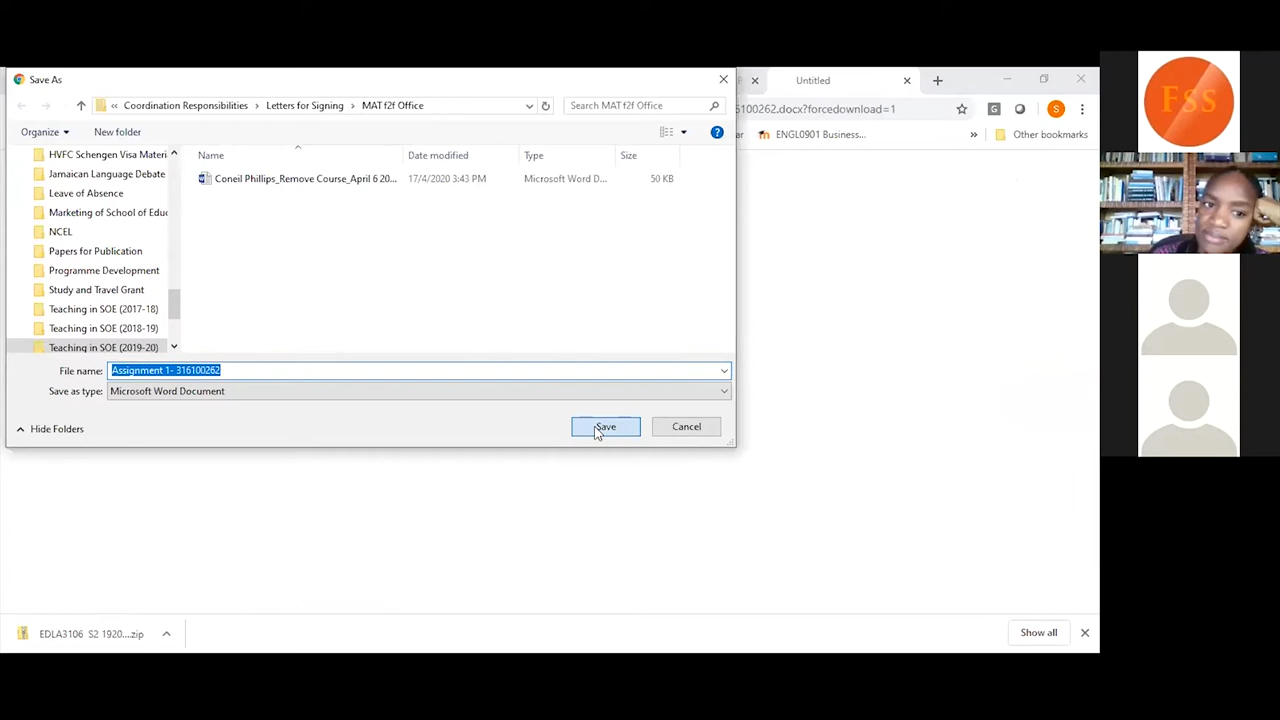 Save As
« Coordination Responsibilities > Letters for Signing > MAT f2f Office
Search MAT f2f Office
Organize
New folder
HVFC Schengen Visa Materi
Jamaican Language Debate
Leave of Absence
Marketing of School of Educ
NCEL
Papers for Publication
Programme Development
Study and Travel Grant
Teaching in SOE (2017-18)
Teaching in SOE (2018-19)
Teaching in SOE (2019-20)
Name Date modified Type Size
Coneil Phillips_Remove Course_April 6 20... 17/4/2020 3:43 PM Microsoft Word D... 50 KB
File name: Assignment 1- 316100262
Save as type: Microsoft Word Document
Hide Folders
Save
Cancel
Untitled
6100262.docx?forcedownload=1
G
S
ar
ENGL0901 Business...
»
Other bookmarks
EDLA3106 S2 1920....zip
Show all
Fss